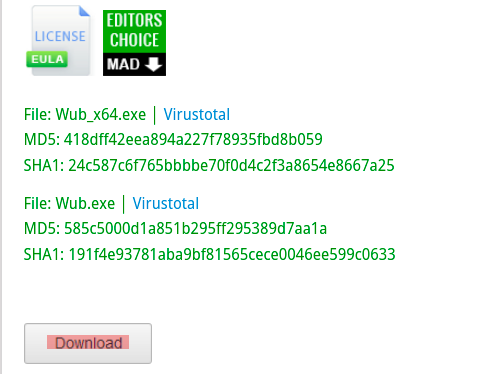 LICENSE
EULA
EDITORS
CHOICE
MAD
File: Wub_x64.exe | Virustotal
MD5: 418dff42eea894a227f78935fbd8b059
SHA1: 24c587c6f765bbbbe70f0d4c2f3a8654e8667a25
File: Wub.exe | Virustotal
MD5: 585c5000d1a851b295ff295389d7aa1a
SHA1: 191f4e93781aba9bf81565cece0046ee599c0633
Download